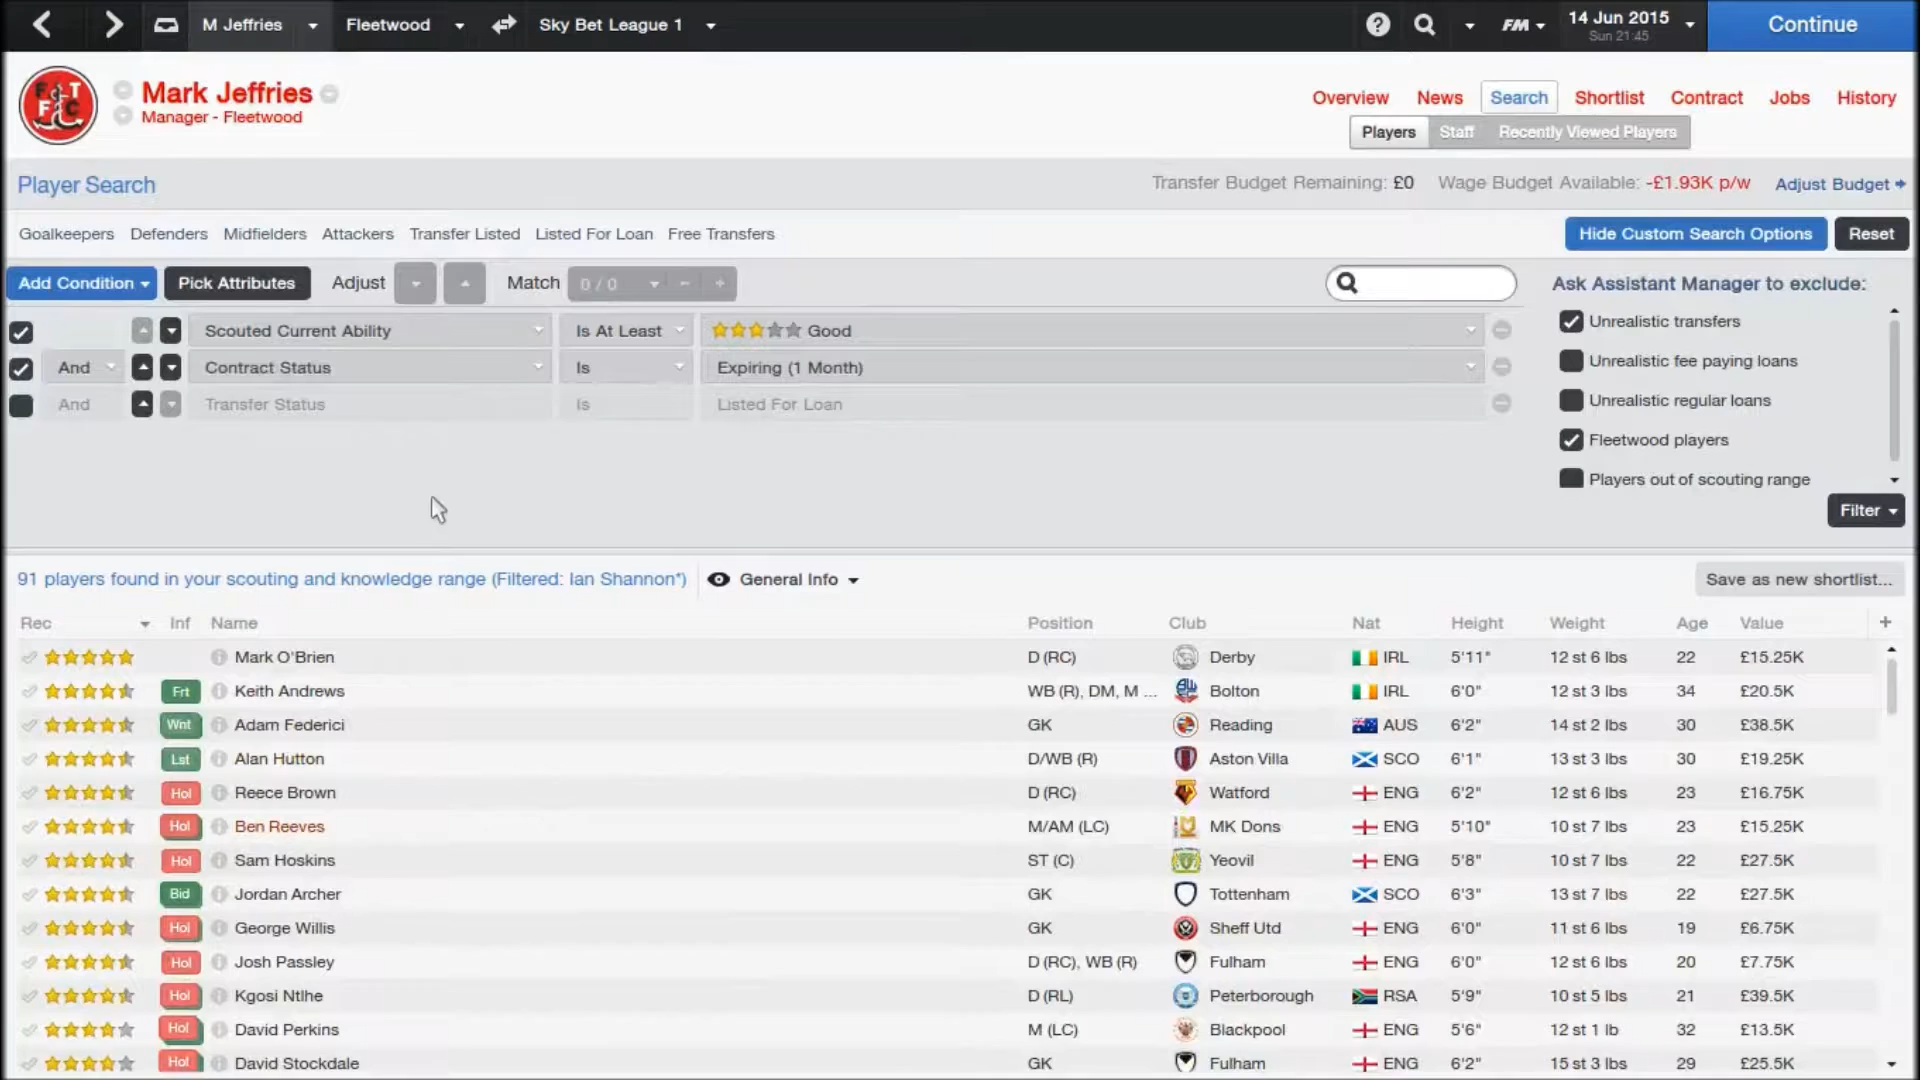 M Jeffries Fleetwood Sky Bet League 1 FM 14 Jun 2015 Continue
Sun 21:45
Mark Jeffries
Manager - Fleetwood
Overview News Search Shortlist Contract Jobs History
Players Staff Recently Viewed Players
Player Search Transfer Budget Remaining: £0 Wage Budget Available: -£1.93K p/w Adjust Budget
Goalkeepers Defenders Midfielders Attackers Transfer Listed Listed For Loan Free Transfers Hide Custom Search Options Reset
Add Condition Pick Attributes Adjust Match 0 / 0 Ask Assistant Manager to exclude:
Scouted Current Ability Is At Least Good Unrealistic transfers
And Contract Status Is Expiring (1 Month) Unrealistic fee paying loans
And Transfer Status Is Listed For Loan Unrealistic regular loans
Fleetwood players
Players out of scouting range
Filter
91 players found in your scouting and knowledge range (Filtered: Ian Shannon*) General Info Save as new shortlist...
Rec Inf Name Position Club Nat Height Weight Age Value +
Mark O'Brien D (RC) Derby IRL 5'11" 12 st 6 lbs 22 £15.25K
Frt Keith Andrews WB (R), DM, M ... Bolton IRL 6'0" 12 st 3 lbs 34 £20.5K
Wnt Adam Federici GK Reading AUS 6'2" 14 st 2 lbs 30 £38.5K
Lst Alan Hutton D/WB (R) Aston Villa SCO 6'1" 13 st 3 lbs 30 £19.25K
Hol Reece Brown D (RC) Watford ENG 6'2" 12 st 6 lbs 23 £16.75K
Hol Ben Reeves M/AM (LC) MK Dons ENG 5'10" 10 st 7 lbs 23 £15.25K
Hol Sam Hoskins ST (C) Yeovil ENG 5'8" 10 st 7 lbs 22 £27.5K
Bid Jordan Archer GK Tottenham SCO 6'3" 13 st 7 lbs 22 £27.5K
Hol George Willis GK Sheff Utd ENG 6'0" 11 st 6 lbs 19 £6.75K
Hol Josh Passley D (RC), WB (R) Fulham ENG 6'0" 12 st 6 lbs 20 £7.75K
Hol Kgosi Ntlhe D (RL) Peterborough RSA 5'9" 10 st 5 lbs 21 £39.5K
Hol David Perkins M (LC) Blackpool ENG 5'6" 12 st 1 lb 32 £13.5K
Hol David Stockdale GK Fulham ENG 6'2" 15 st 3 lbs 29 £25.5K